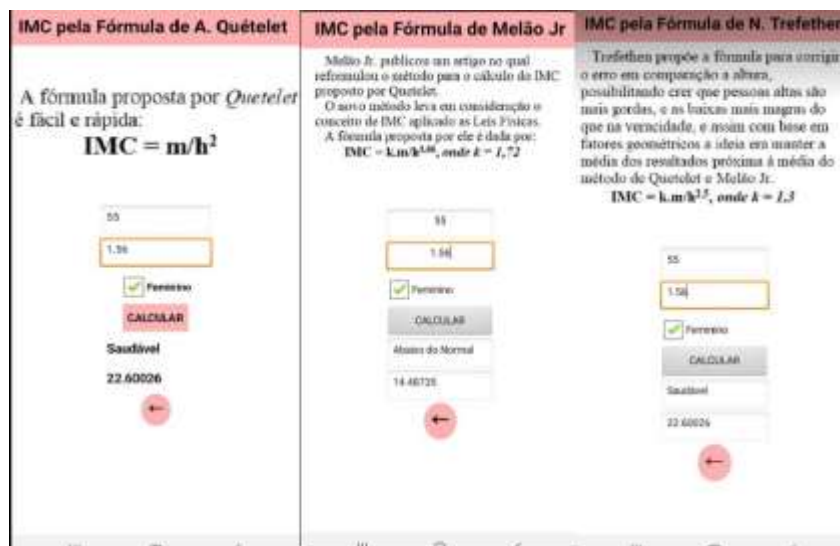 IMC pela Fórmula de A. Quételet
A fórmula proposta por Quetelet
é fácil e rápida:
IMC = m/h²
55
1.56
Feminino
CALCULAR
Saudável
22.60026
←
IMC pela Fórmula de Melão Jr
Melão Jr. publicou um artigo no qual
reformulou o método para o cálculo do IMC
proposto por Quetelet.
O novo método leva em consideração o
conceito de IMC aplicado as Leis Físicas.
A fórmula proposta por ele é dada por:
onde k = 1,72
55
1.56
Feminino
CALCULAR
Abaixo do Normal
←
IMC pela Fórmula de N. Trefethen
Trefethen propõe a fórmula para corrigir
o erro em comparação a altura,
possibilitando crer que pessoas altas são
mais gordas, e as baixas mais magras do
que na veracidade, e assim com base em
fatores geométricos a ideia era manter a
média dos resultados próxima à média do
método de Quetelet e Melão Jr.
IMC = k.m/h²,⁵, onde k = 1,3
55
1.56
Feminino
CALCULAR
Saudável
22.60026
←